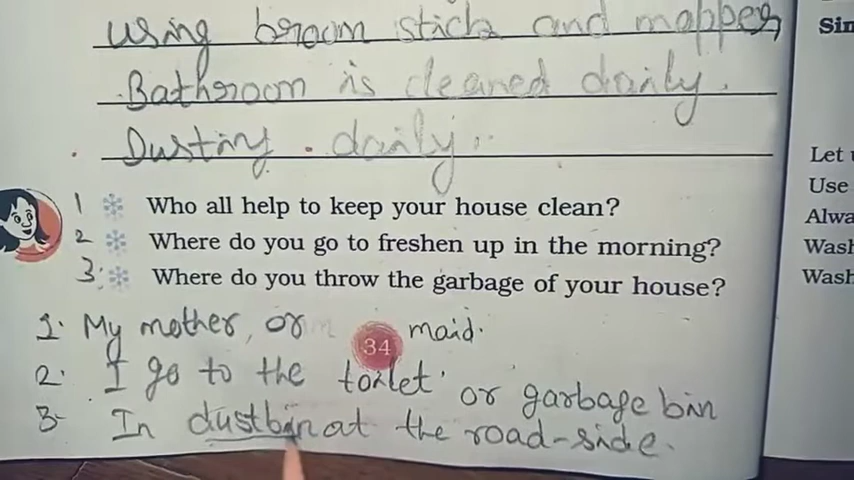 using broom stick and mopper,
Bathroom is cleaned daily.
Dusting . daily.
Sim
1 Who all help to keep your house clean?
2 Where do you go to freshen up in the morning?
3. Where do you throw the garbage of your house?
Let u
Use
Alwa
Wash
Wash
1. My mother, or maid.
34
2. I go to the toilet.
or garbage bin
3- In dustbin at the road-side.